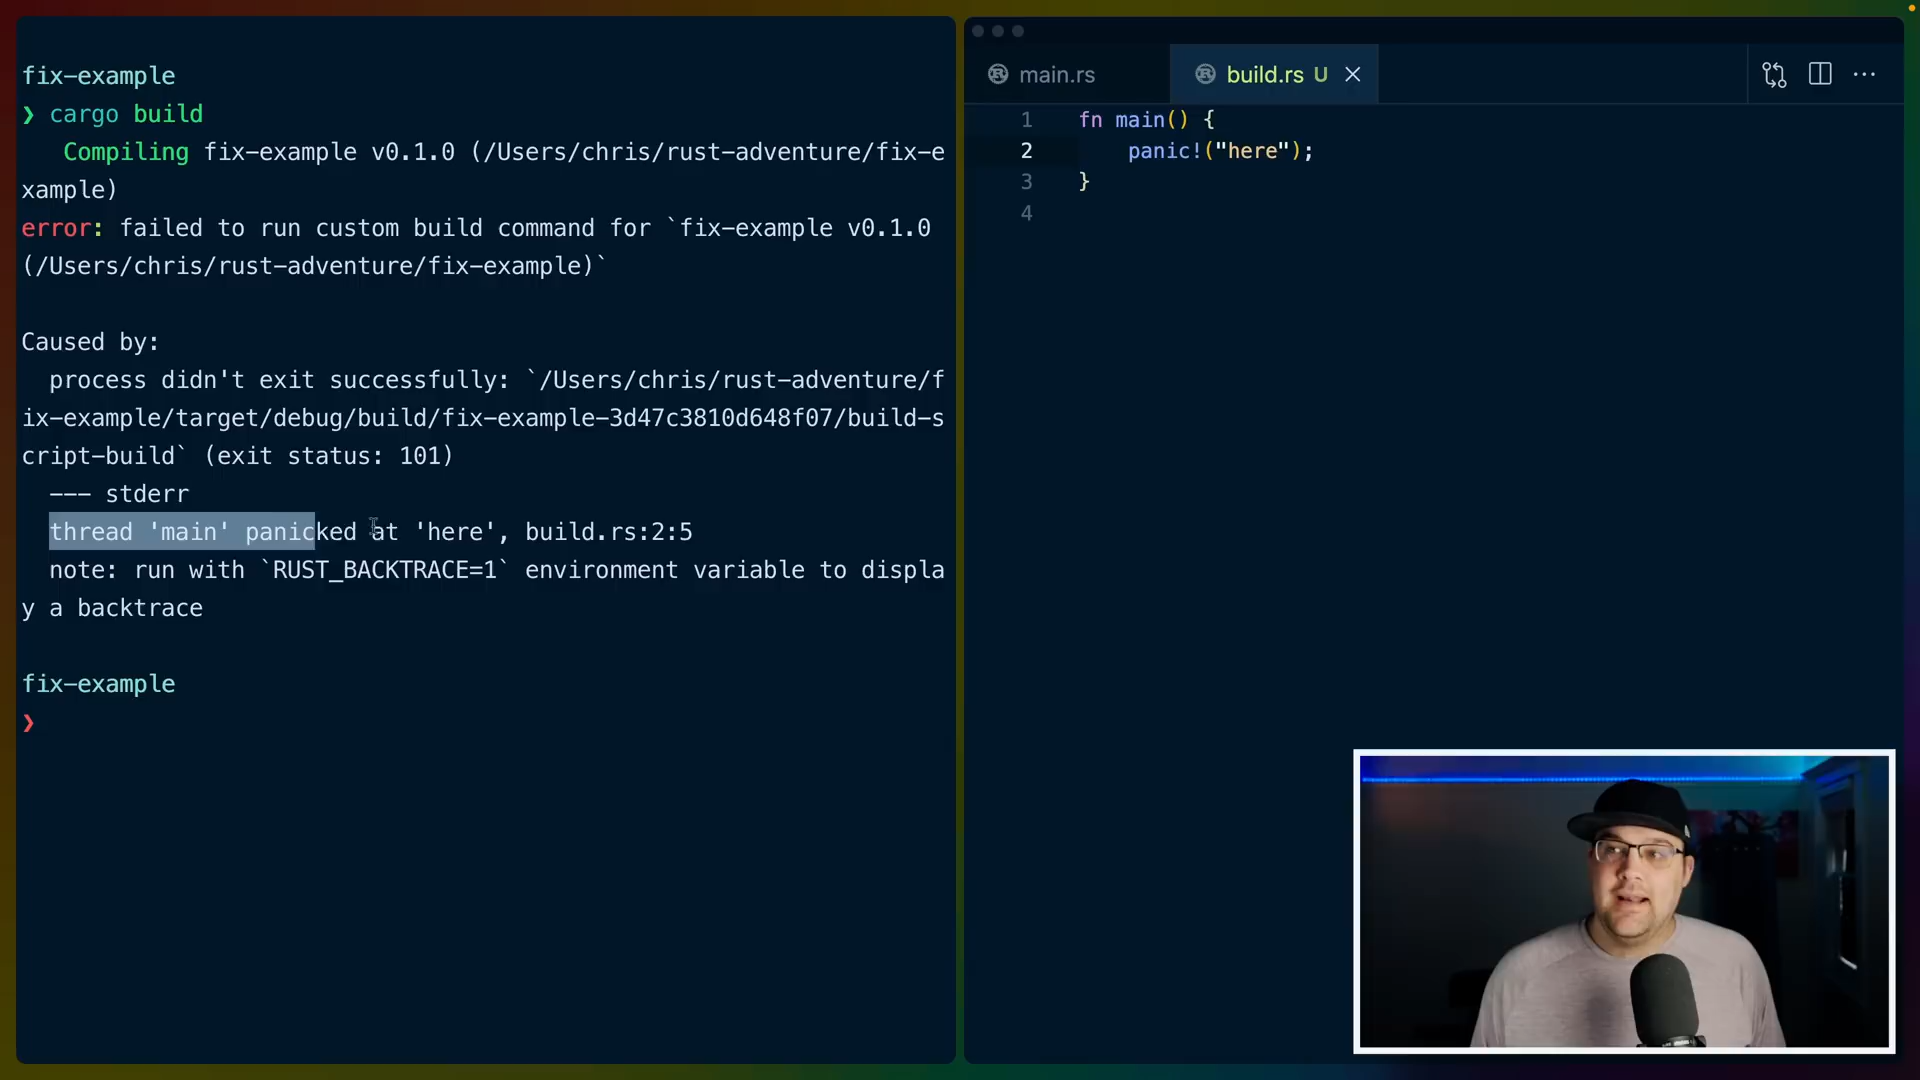 fix-example
❯ cargo build
Compiling fix-example v0.1.0 (/Users/chris/rust-adventure/fix-e
xample)
error: failed to run custom build command for `fix-example v0.1.0
(/Users/chris/rust-adventure/fix-example)`
Caused by:
process didn't exit successfully: `/Users/chris/rust-adventure/f
ix-example/target/debug/build/fix-example-3d47c3810d648f07/build-s
cript-build` (exit status: 101)
--- stderr
thread 'main' panicked at 'here', build.rs:2:5
note: run with `RUST_BACKTRACE=1` environment variable to displa
y a backtrace
fix-example
❯
main.rs
build.rs U
1 fn main() {
2 panic!("here");
3 }
4